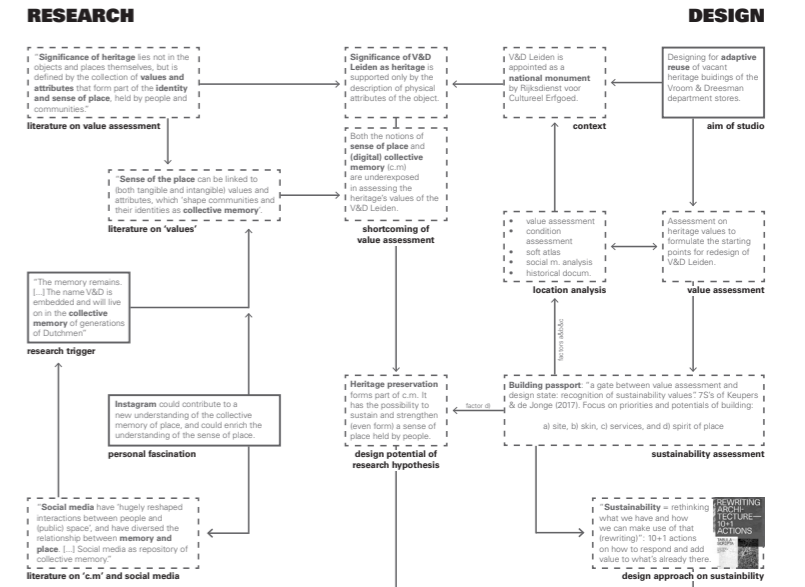 RESEARCH
DESIGN
"Significance of heritage lies not in the
objects and places themselves, but is
defined by the collection of values and
attributes that form part of the identity
and sense of place, held by people and
communities."
literature on value assessment
Significance of V&D
Leiden as heritage is
supported only by the
description of physical
attributes of the object.
V&D Leiden is
appointed as a
national monument
by Rijksdienst voor
Cultureel Erfgoed.
context
Designing for adaptive
reuse of vacant
heritage buidings of the
Vroom & Dreesman
department stores.
aim of studio
Both the notions of
sense of place and
(digital) collective
memory (c.m)
are underexposed
in assessing the
heritage's values of the
V&D Leiden.
shortcoming of
value assessment
"Sense of the place can be linked to
(both tangible and intangible) values and
attributes, which 'shape communities and
their identities as collective memory'.
literature on 'values'
• value assessment
• condition
assessment
• soft atlas
• social m. analysis
• historical docum.
location analysis
Assessment on
heritage values to
formulate the starting
points for redesign of
V&D Leiden.
value assessment
"The memory remains.
[...] The name V&D is
embedded and will live
on in the collective
memory of generations
of Dutchmen"
research trigger
factors a&b&c
Instagram could contribute to a
new understanding of the collective
memory of place, and could enrich the
understanding of the sense of place.
personal fascination
Heritage preservation
forms part of c.m. It
has the possibility to
sustain and strengthen
(even form) a sense of
place held by people.
design potential of
research hypothesis
factor d)
Building passport: "a gate between value assessment and
design state: recognition of sustainability values". 7S's of Keupers
& de Jonge (2017). Focus on priorities and potentials of building:
a) site, b) skin, c) services, and d) spirit of place
sustainability assessment
"Social media have 'hugely reshaped
interactions between people and
(public) space', and have diversed the
relationship between memory and
place. [...] Social media as repository of
collective memory."
literature on 'c.m' and social media
"Sustainability = rethinking
what we have and how
we can make use of that
(rewriting)": 10+1 actions
on how to respond and add
value to what's already there.
REWRITING
ARCHI-
TECTURE—
10+1
ACTIONS
design approach on sustainbility